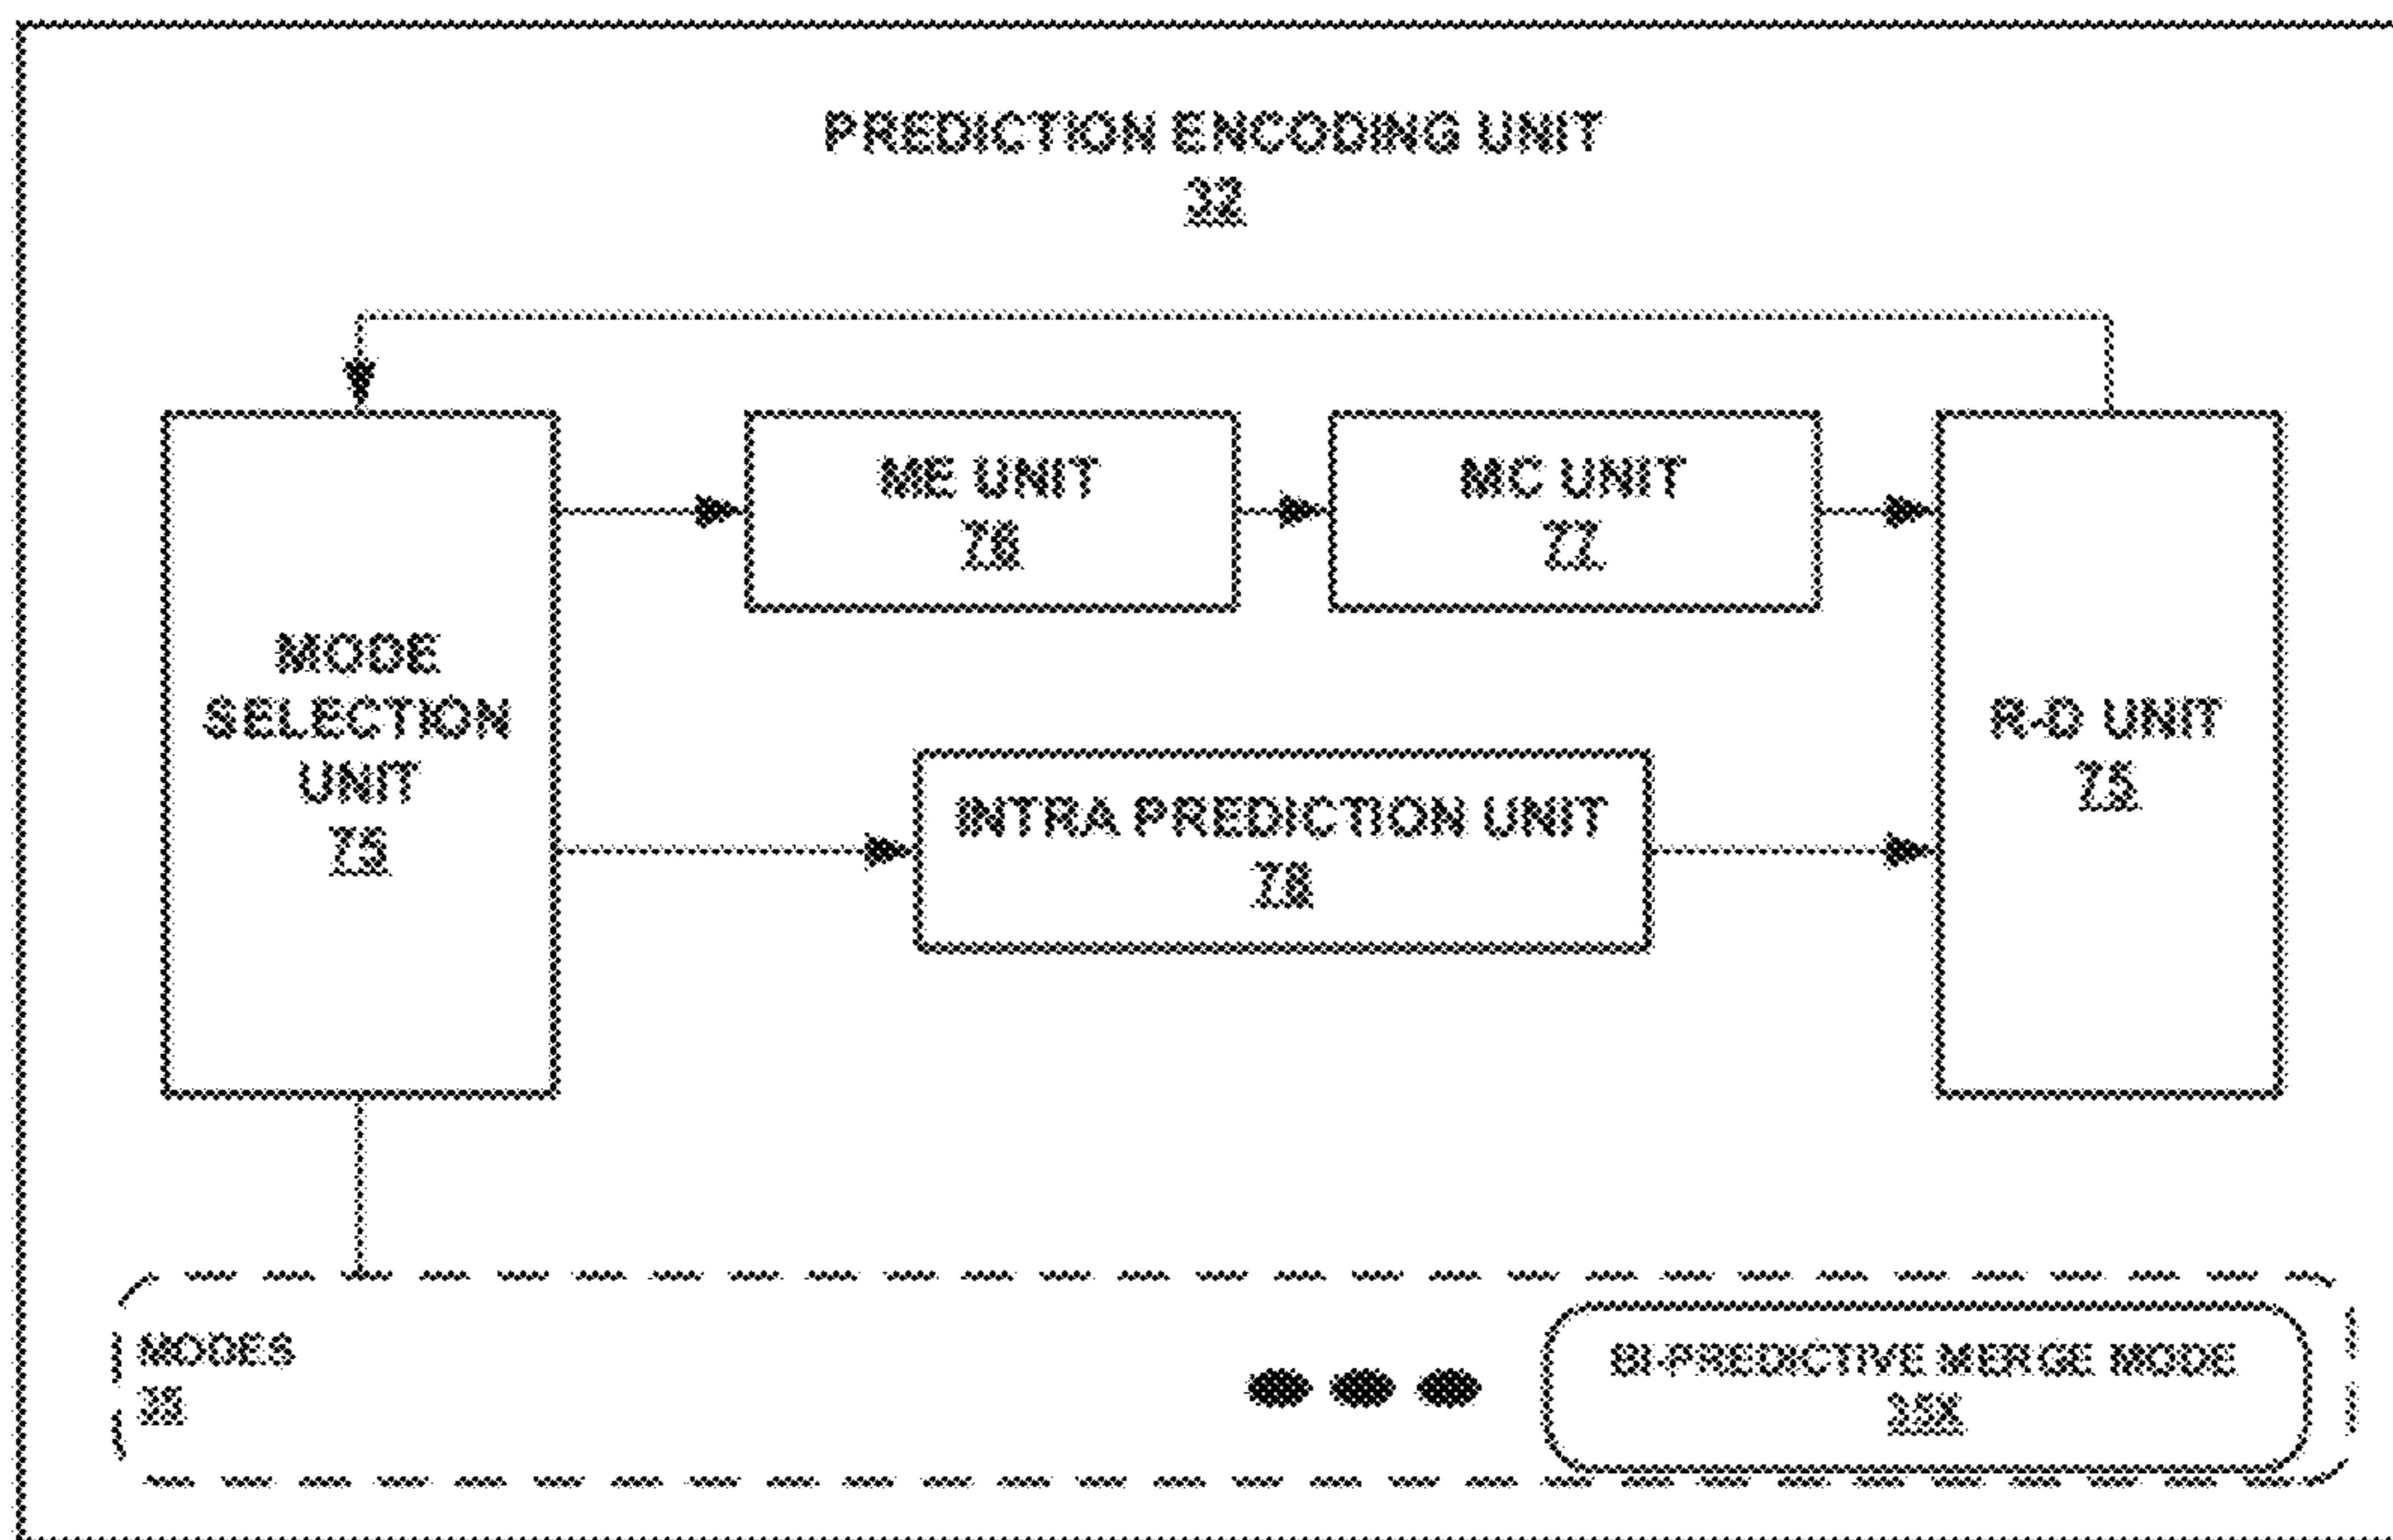 PREDICTION ENCODING UNIT
32
MODE
SELECTION
UNIT
75
ME UNIT
76
MC UNIT
77
INTRA PREDICTION UNIT
78
R-D UNIT
75
MODES
35
BI-PREDICTIVE MERGE MODE
35X